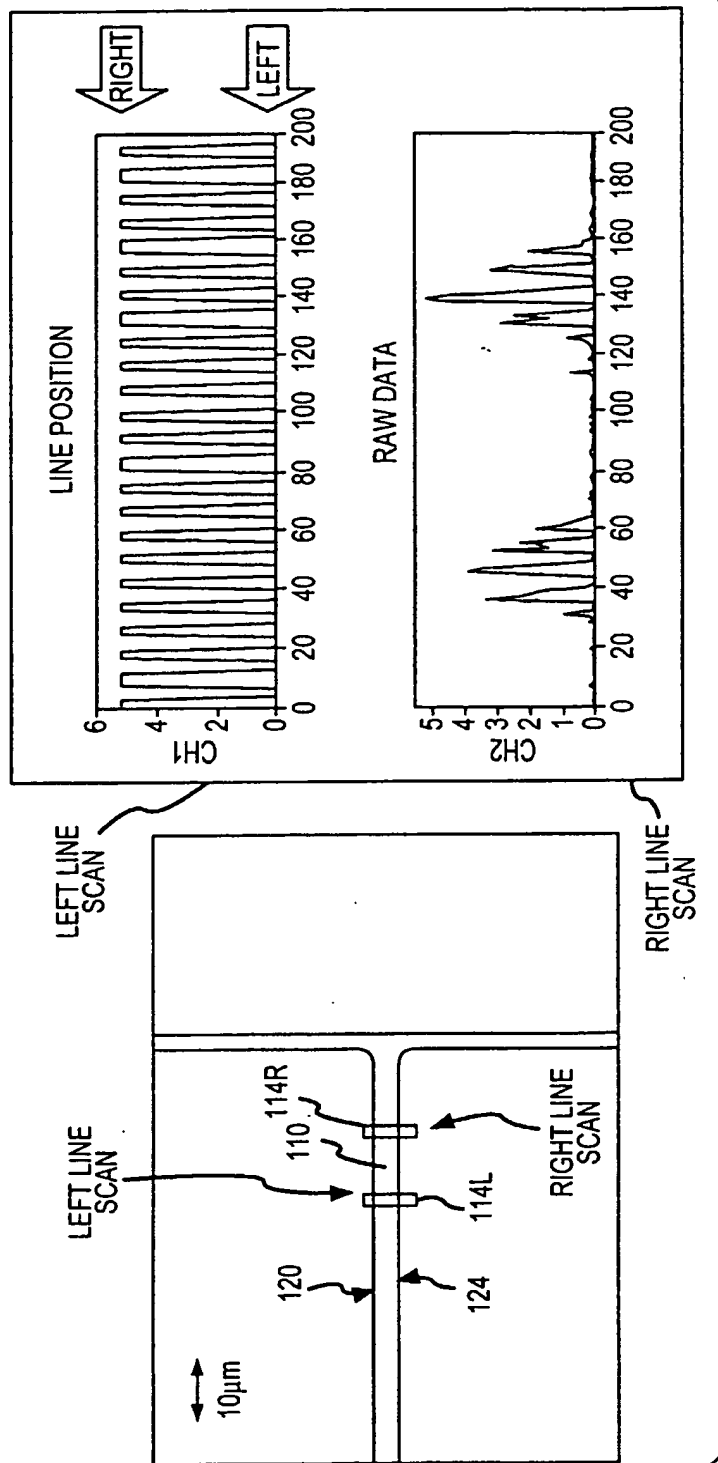 LEFT LINE
SCAN
114R
110
120
10µm
124
114L
RIGHT LINE
SCAN
LEFT LINE
SCAN
RIGHT LINE
SCAN
LINE POSITION
RIGHT
LEFT
CH1
6
4
2
0
0 20 40 60 80 100 120 140 160 180 200
RAW DATA
CH2
5
4
3
2
1
0
0 20 40 60 80 100 120 140 160 180 200